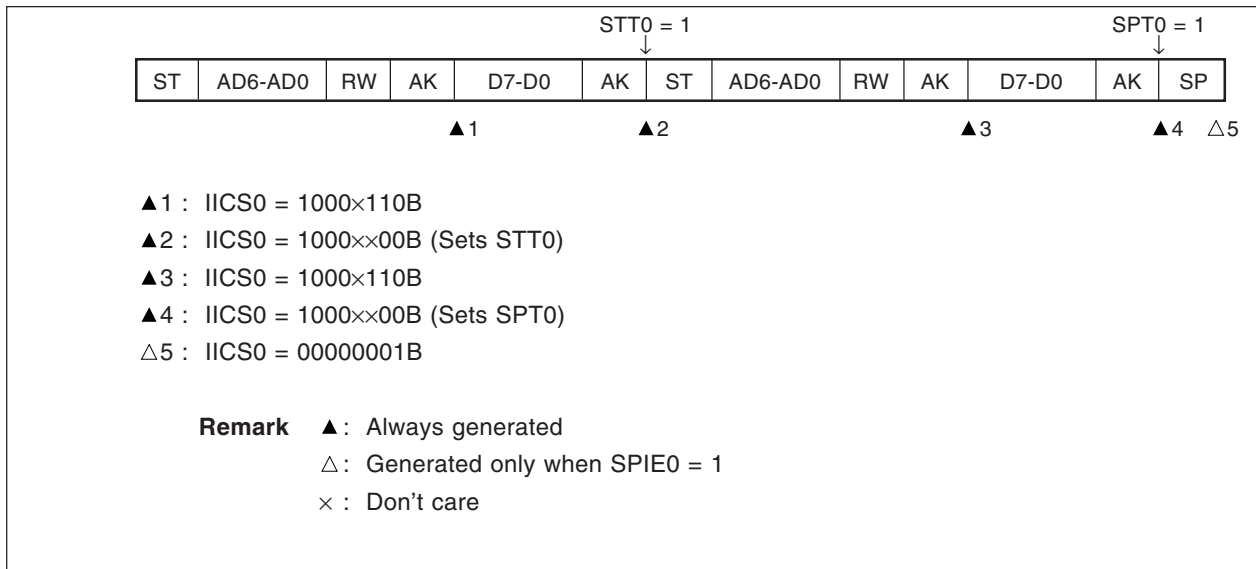 STT0 = 1 SPT0 = 1
↓ ↓
ST AD6-AD0 RW AK D7-D0 AK ST AD6-AD0 RW AK D7-D0 AK SP
▲1 ▲2 ▲3 ▲4 △5
▲1 : IICS0 = 1000×110B
▲2 : IICS0 = 1000××00B (Sets STT0)
▲3 : IICS0 = 1000×110B
▲4 : IICS0 = 1000××00B (Sets SPT0)
△5 : IICS0 = 00000001B
Remark ▲: Always generated
△: Generated only when SPIE0 = 1
× : Don't care